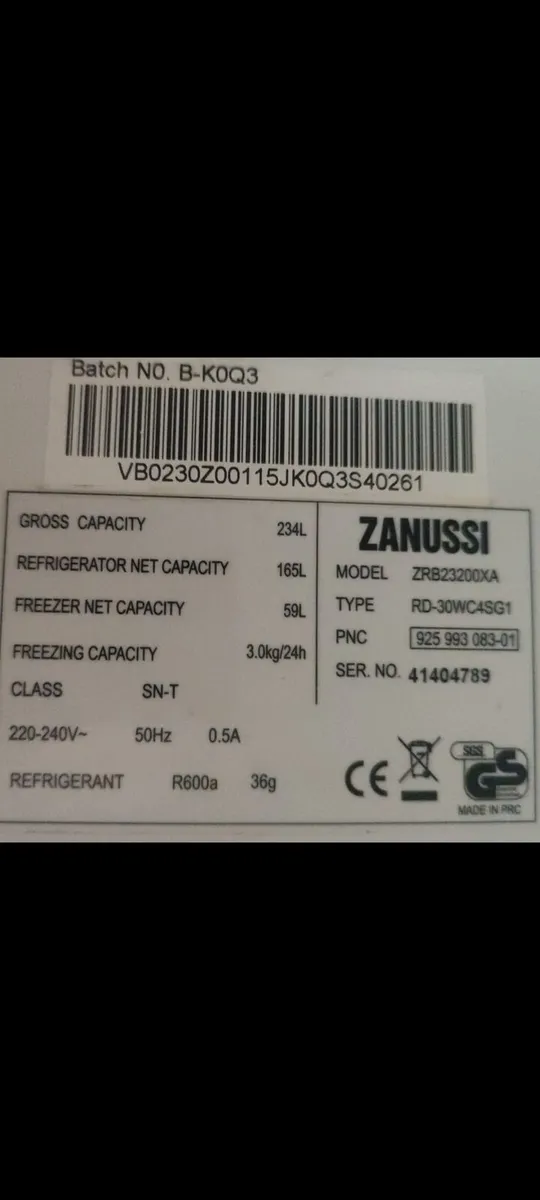 Batch N0. B-K0Q3
VB0230Z00115JK0Q3S40261
GROSS CAPACITY 234L
REFRIGERATOR NET CAPACITY 165L
FREEZER NET CAPACITY 59L
FREEZING CAPACITY 3.0kg/24h
CLASS SN-T
220-240V~ 50Hz 0.5A
REFRIGERANT R600a 36g
ZANUSSI
MODEL ZRB23200XA
TYPE RD-30WC4SG1
PNC 925 993 083-01
SER. NO. 41404789
CE
SGS
GS
MADE IN PRC